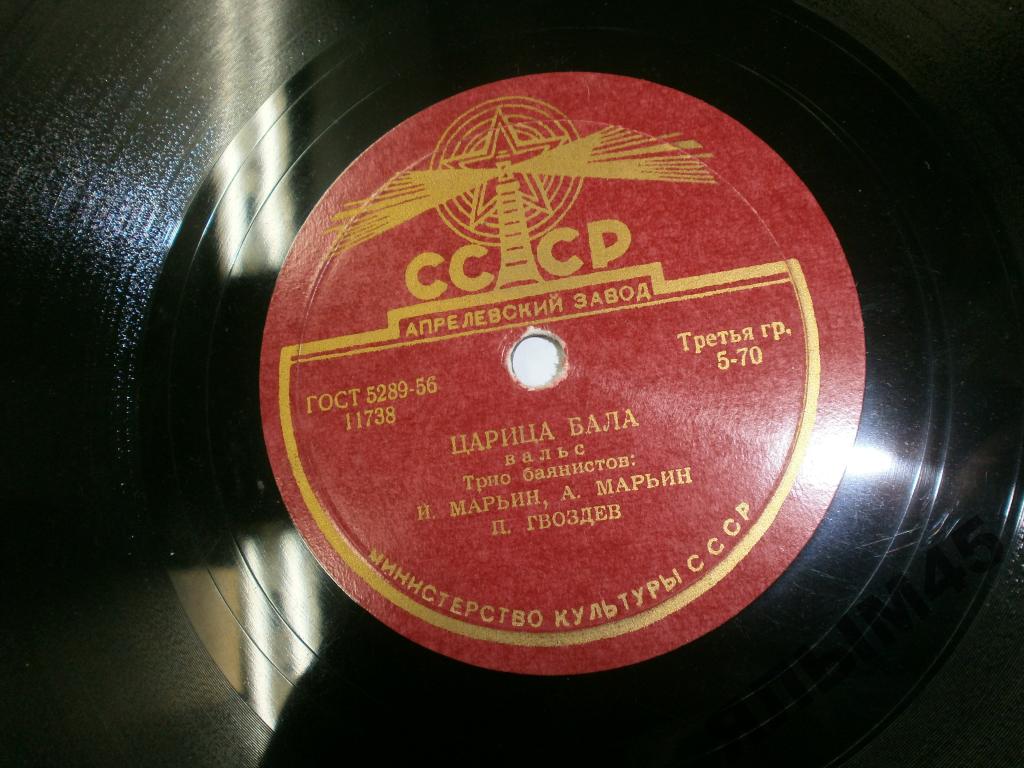 СССР
АПРЕЛЕВСКИЙ ЗАВОД
Третья гр.
5-70
ГОСТ 5289-56
11738
ЦАРИЦА БАЛА
вальс
Трио баянистов:
И. МАРЬИН, А. МАРЬИН
П. ГВОЗДЕВ
МИНИСТЕРСТВО КУЛЬТУРЫ СССР
ЯЛЫМ45